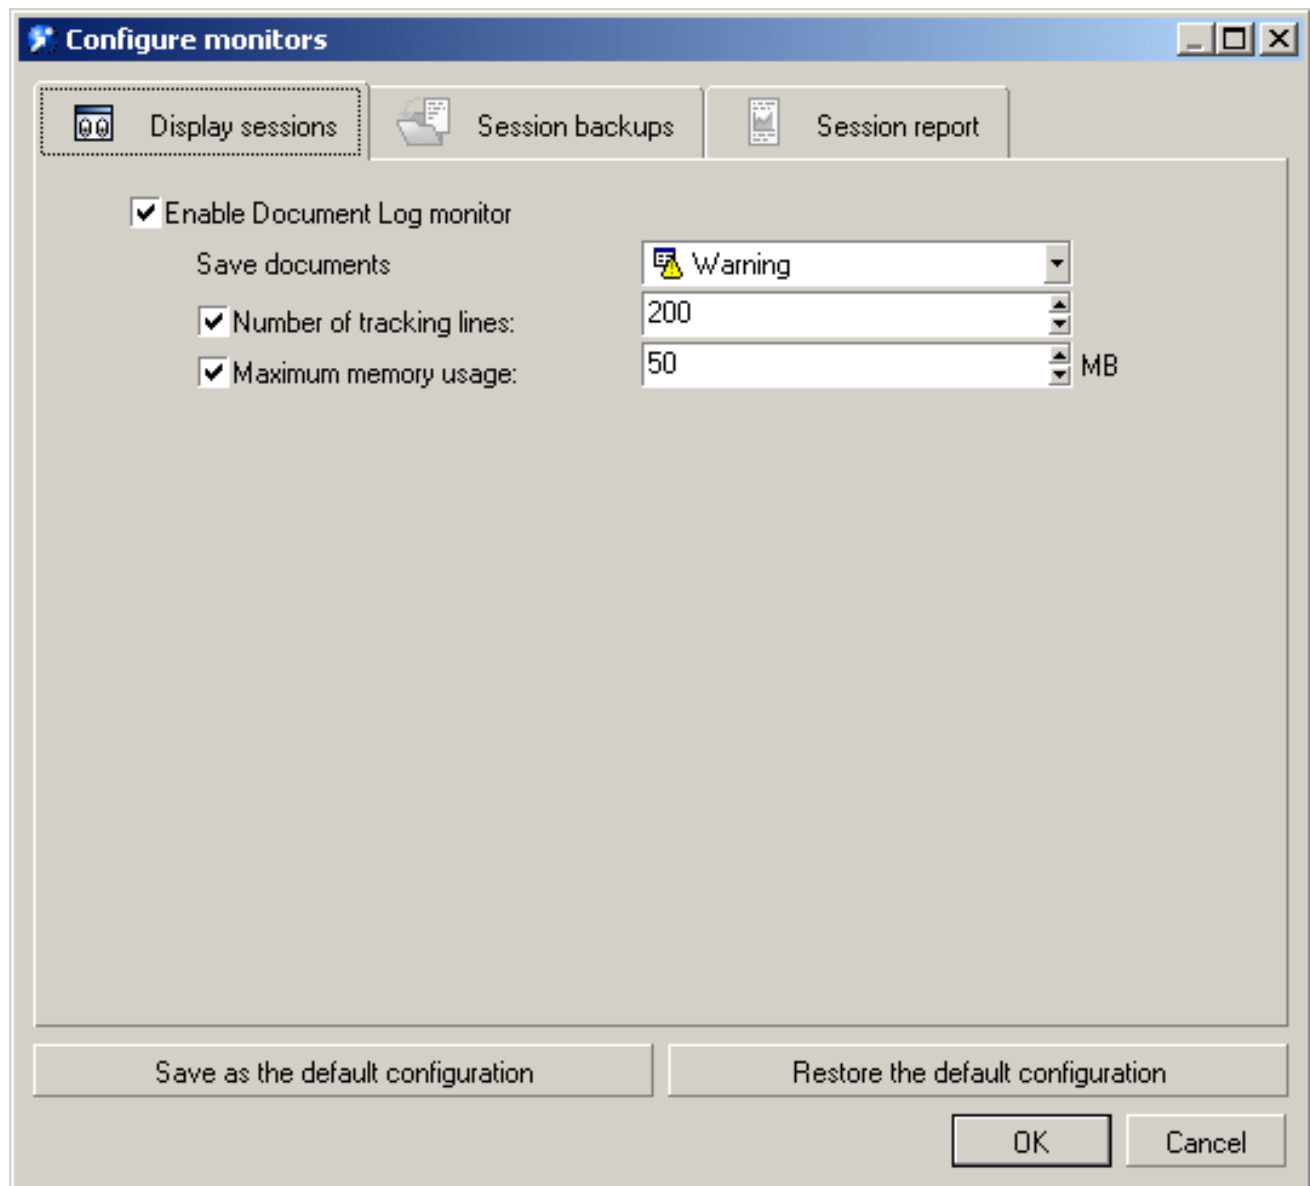 Configure monitors
Display sessions
Session backups
Session report
Enable Document Log monitor
Save documents
Warning
Number of tracking lines:
200
Maximum memory usage:
50
MB
Save as the default configuration
Restore the default configuration
OK
Cancel